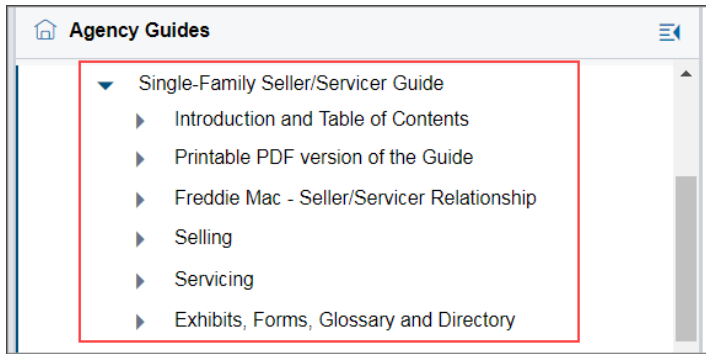 Agency Guides
Single-Family Seller/Servicer Guide
Introduction and Table of Contents
Printable PDF version of the Guide
Freddie Mac - Seller/Servicer Relationship
Selling
Servicing
Exhibits, Forms, Glossary and Directory